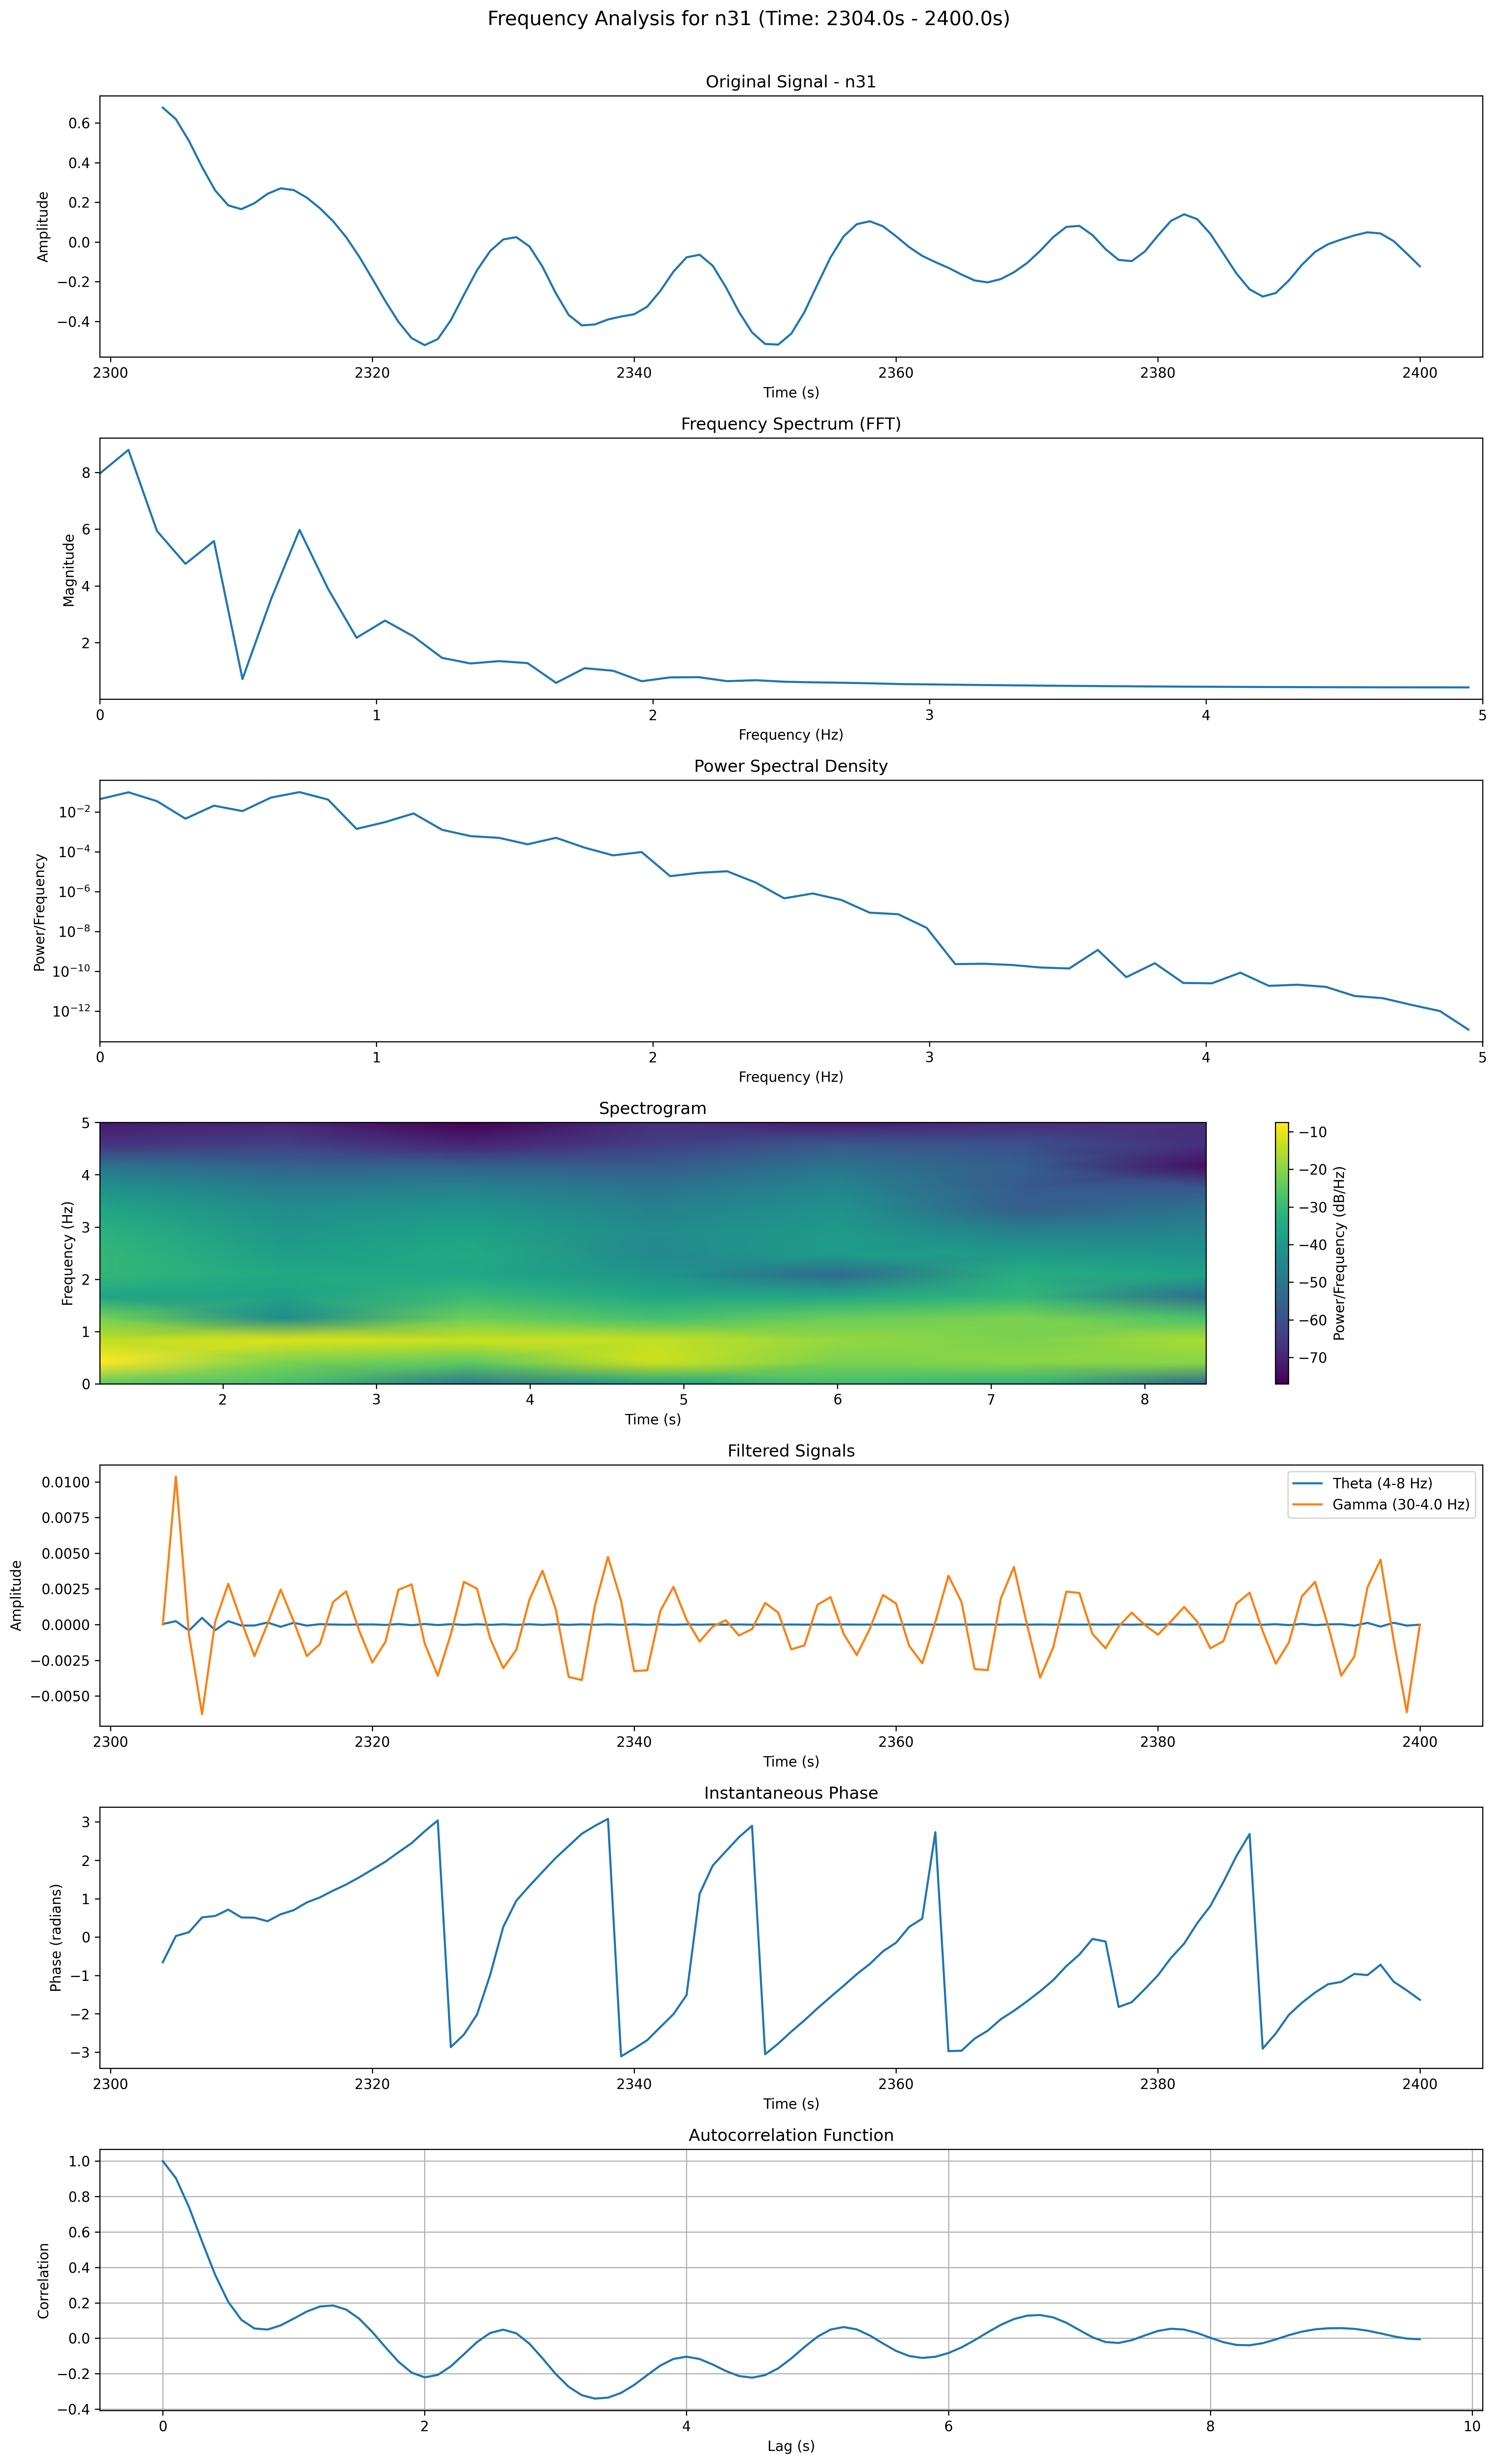 Frequency Analysis for n31 (Time: 2304.0s - 2400.0s)
Original Signal - n31
Amplitude
0.6
0.4
0.2
0.0
−0.2
−0.4
2300 2320 2340 2360 2380 2400
Time (s)
Frequency Spectrum (FFT)
Magnitude
8
6
4
2
0 1 2 3 4 5
Frequency (Hz)
Power Spectral Density
Power/Frequency
10⁻²
10⁻⁴
10⁻⁶
10⁻⁸
10⁻¹⁰
10⁻¹²
0 1 2 3 4 5
Frequency (Hz)
Spectrogram
Frequency (Hz)
5
4
3
2
1
0
2 3 4 5 6 7 8
Time (s)
−10
−20
−30
−40
−50
−60
−70
Power/Frequency (dB/Hz)
Filtered Signals
Amplitude
0.0100
0.0075
0.0050
0.0025
0.0000
−0.0025
−0.0050
Theta (4-8 Hz)
Gamma (30-4.0 Hz)
2300 2320 2340 2360 2380 2400
Time (s)
Instantaneous Phase
Phase (radians)
3
2
1
0
−1
−2
−3
2300 2320 2340 2360 2380 2400
Time (s)
Autocorrelation Function
Correlation
1.0
0.8
0.6
0.4
0.2
0.0
−0.2
−0.4
0 2 4 6 8 10
Lag (s)